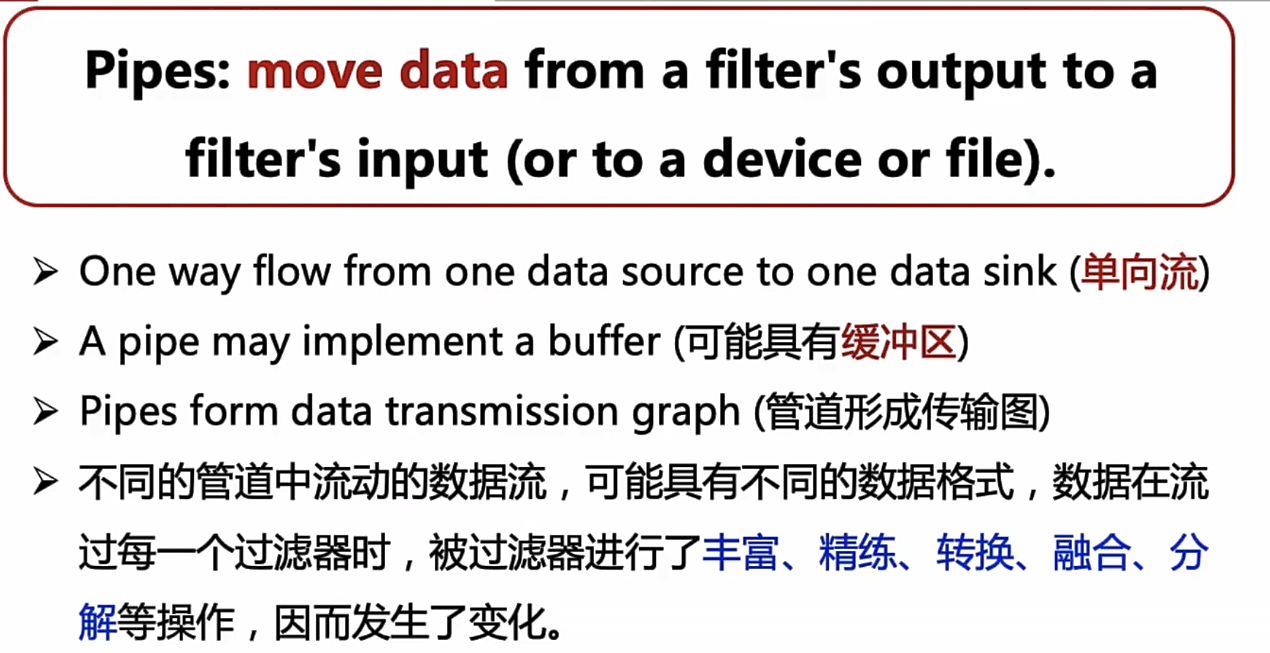 Pipes: move data from a filter's output to a
filter's input (or to a device or file).
➢ One way flow from one data source to one data sink (单向流)
➢ A pipe may implement a buffer (可能具有缓冲区)
➢ Pipes form data transmission graph (管道形成传输图)
➢ 不同的管道中流动的数据流，可能具有不同的数据格式，数据在流
过每一个过滤器时，被过滤器进行了丰富、精练、转换、融合、分
解等操作，因而发生了变化。